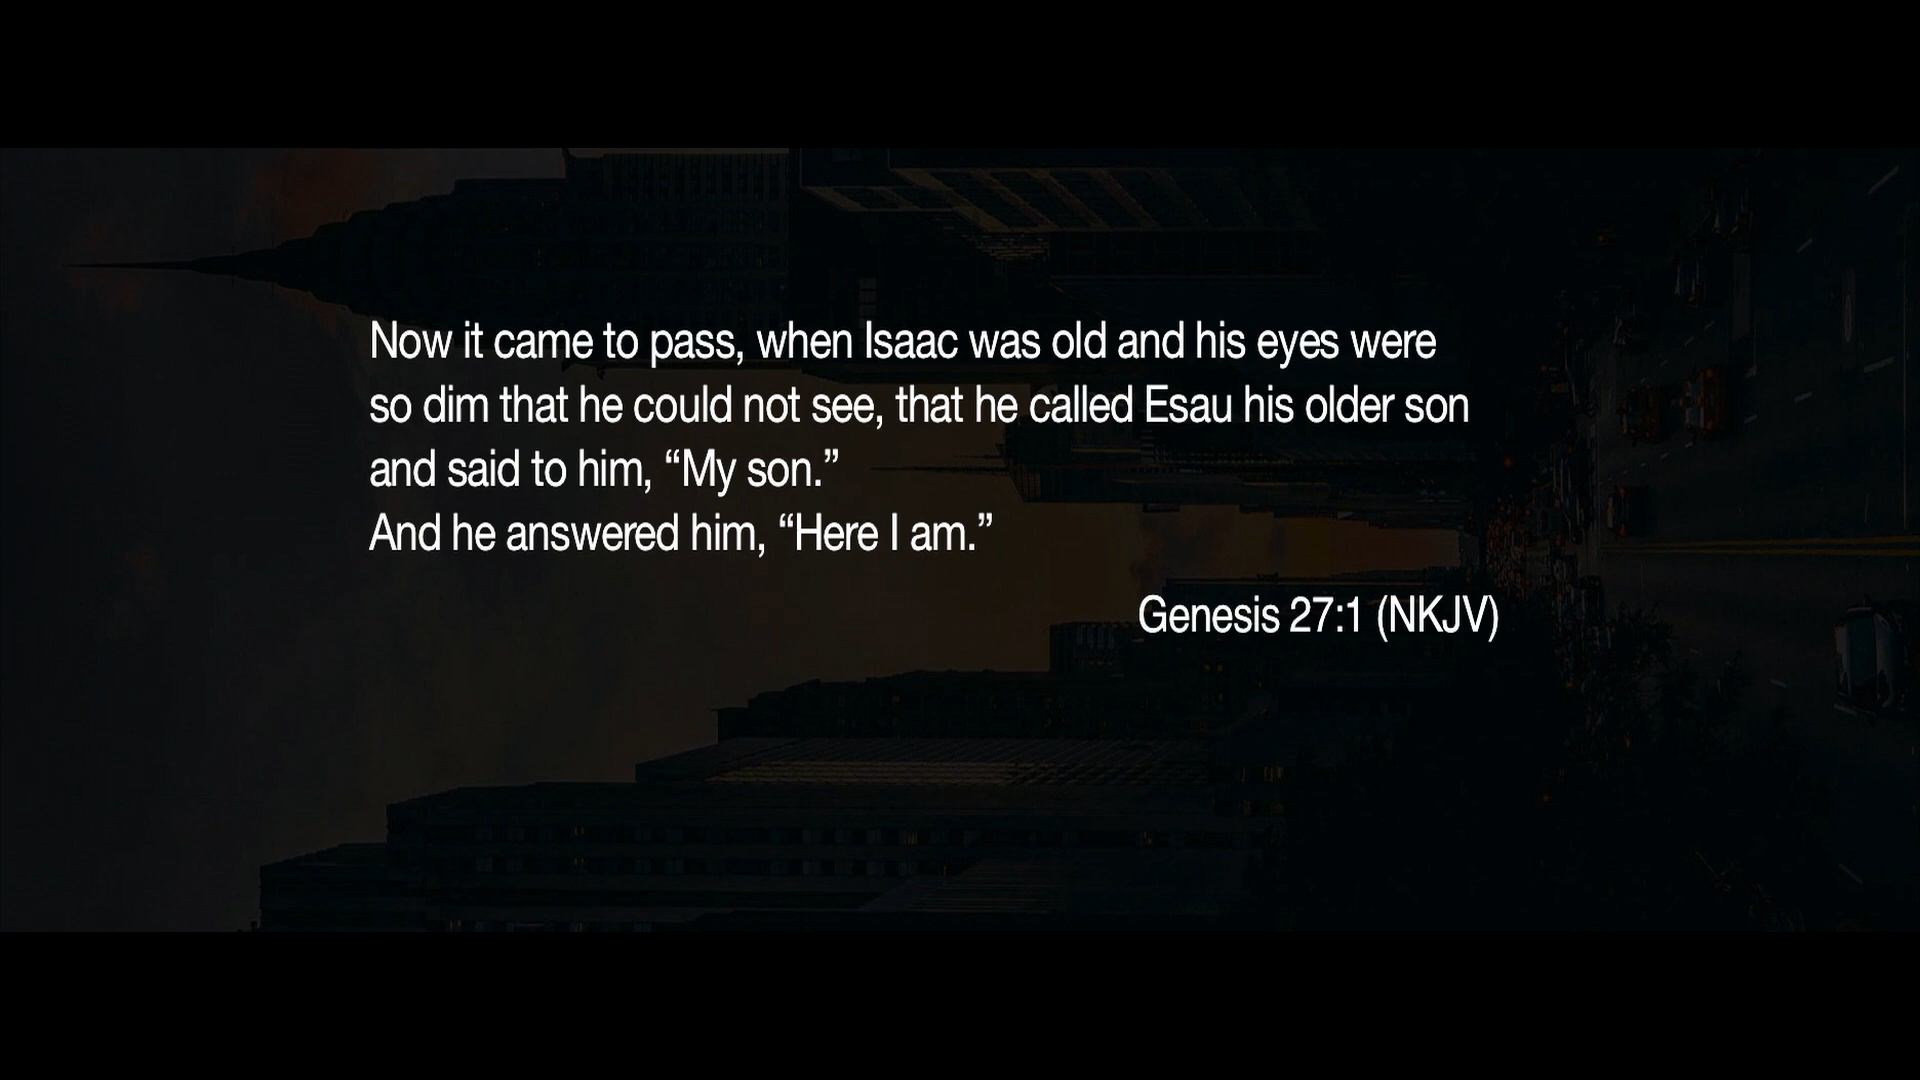 Now it came to pass, when Isaac was old and his eyes were
so dim that he could not see, that he called Esau his older son
and said to him, “My son.”
And he answered him, “Here I am.”
Genesis 27:1 (NKJV)